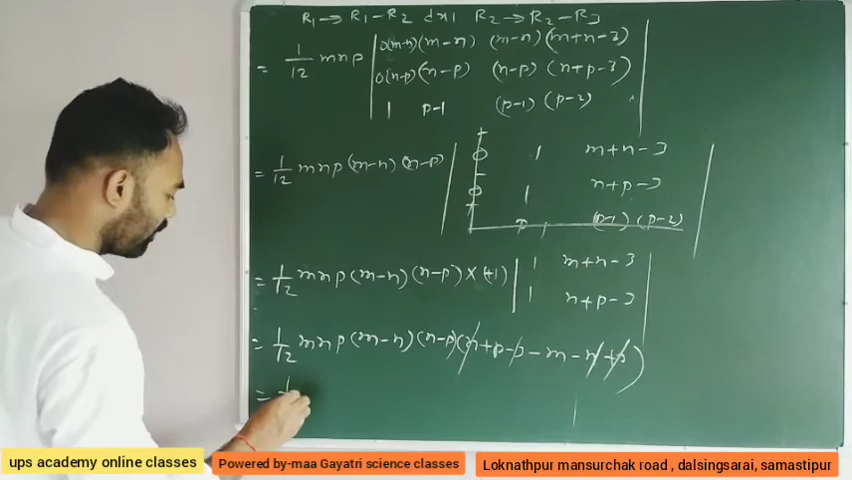 R₁ → R₁ - R₂ R₂ → R₂ - R₃
= 1/12 mnp | 0 (m-n) (m-n) (m+n-3) |
0 (n-p) (n-p) (n+p-3)
1 p-1 (p-1) (p-2)
= 1/12 mnp (m-n) (n-p) | 0 1 m+n-3 |
0 1 n+p-3
(p-1) (p-2)
= 1/12 mnp (m-n) (n-p) x (+1) | 1 m+n-3 |
1 n+p-3
= 1/12 mnp (m-n) (n-p) (n+p-3-m-n+3)
=
ups academy online classes
Powered by-maa Gayatri science classes
Loknathpur mansurchak road , dalsingsarai, samastipur